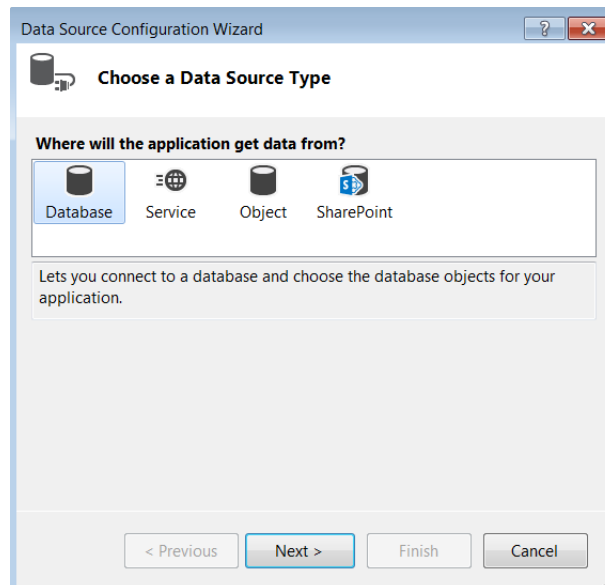 Data Source Configuration Wizard
?
Choose a Data Source Type
Where will the application get data from?
Database Service Object SharePoint
Lets you connect to a database and choose the database objects for your
application.
< Previous Next > Finish Cancel